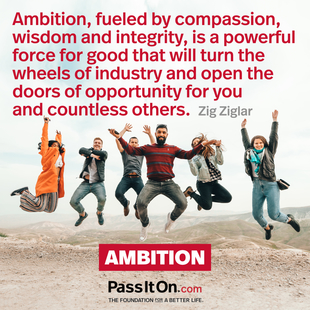 Ambition, fueled by compassion,
wisdom and integrity, is a powerful
force for good that will turn the
wheels of industry and open the
doors of opportunity for you
and countless others. Zig Ziglar
AMBITION
PassItOn.com
THE FOUNDATION FOR A BETTER LIFE.